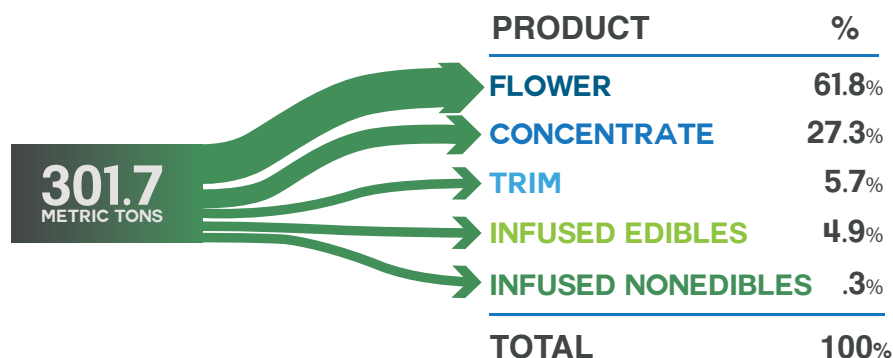 PRODUCT %
FLOWER 61.8%
CONCENTRATE 27.3%
301.7
METRIC TONS
TRIM 5.7%
INFUSED EDIBLES 4.9%
INFUSED NONEDIBLES .3%
TOTAL 100%